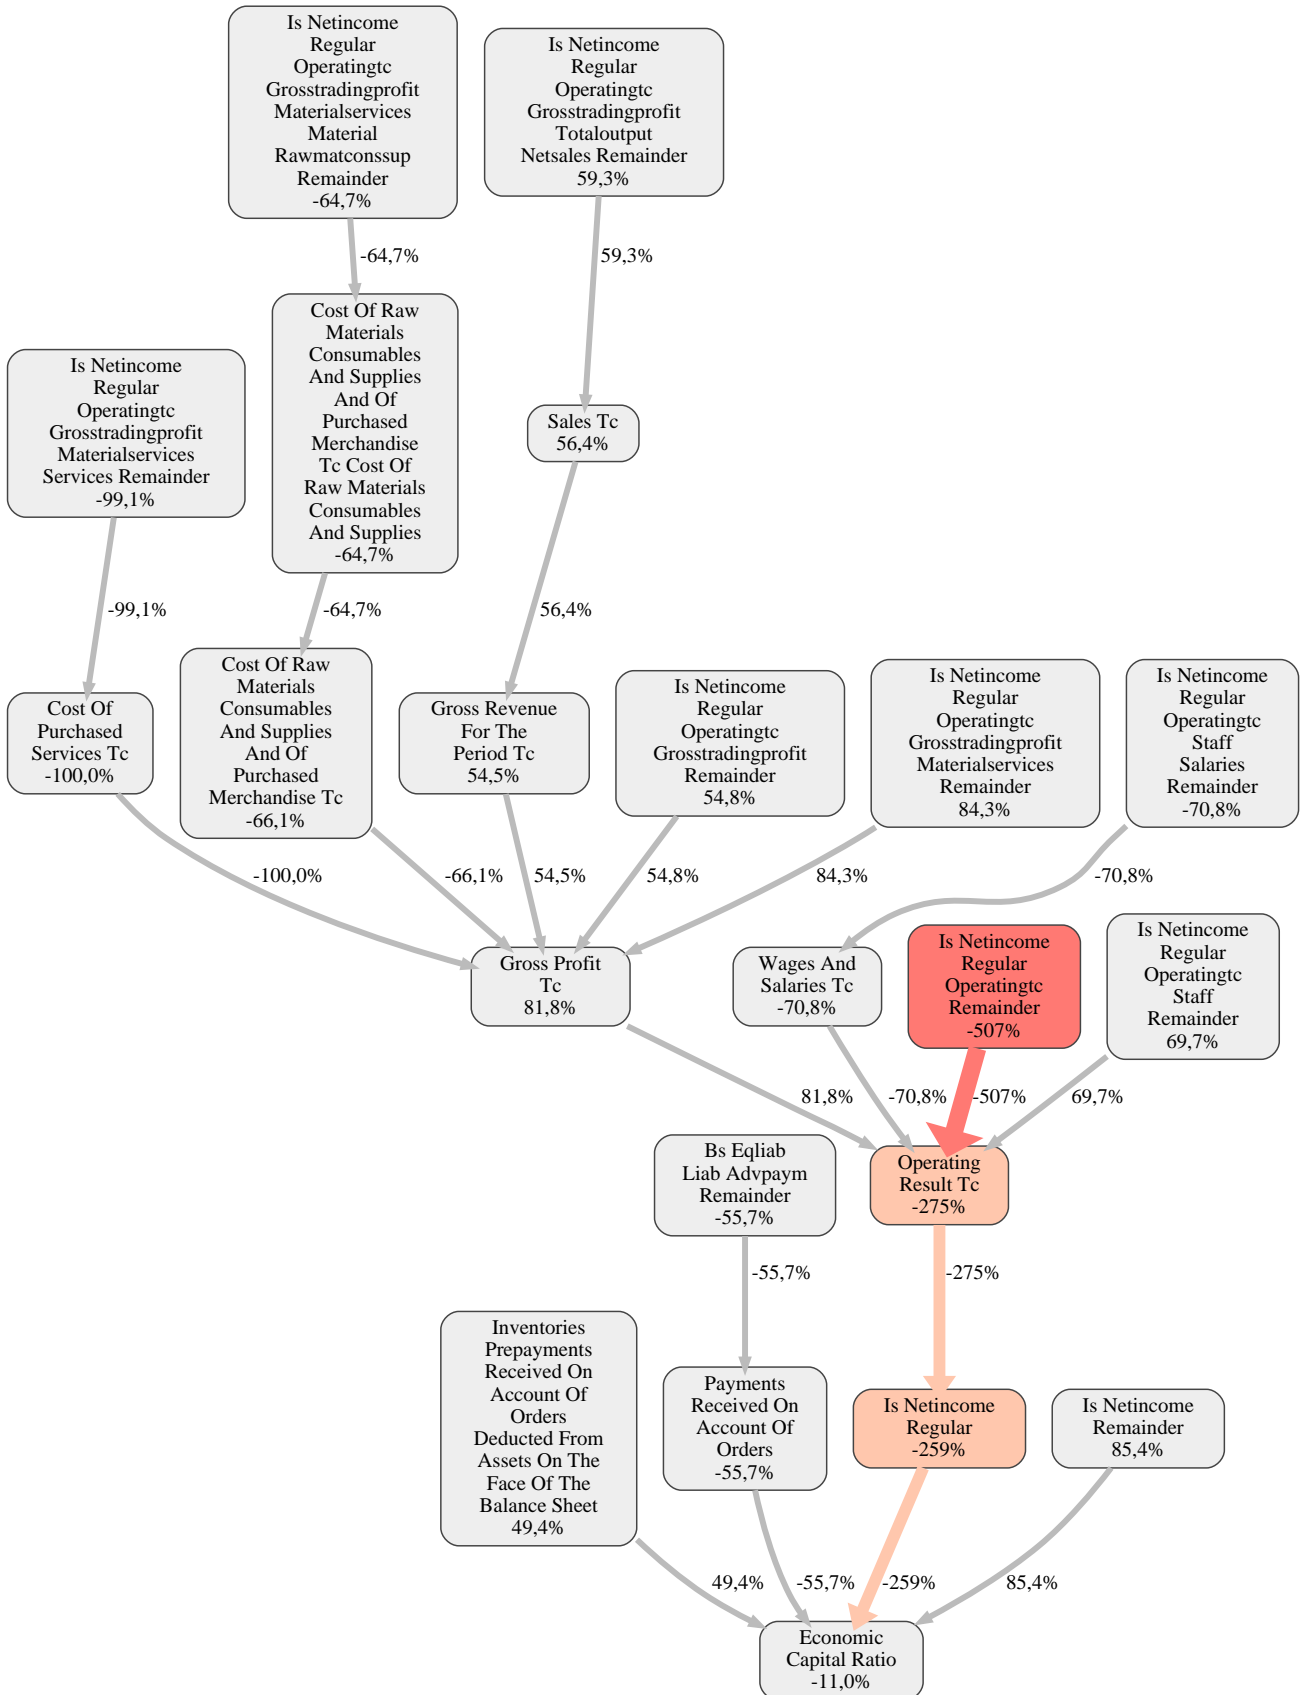 Is Netincome
Regular
Operatingtc
Grosstradingprofit
Materialservices
Material
Rawmatconssup
Remainder
-64,7%
Is Netincome
Regular
Operatingtc
Grosstradingprofit
Totaloutput
Netsales Remainder
59,3%
-64,7%
59,3%
Cost Of Raw
Materials
Consumables
And Supplies
And Of
Purchased
Merchandise
Tc Cost Of
Raw Materials
Consumables
And Supplies
-64,7%
Is Netincome
Regular
Operatingtc
Grosstradingprofit
Materialservices
Services Remainder
-99,1%
Sales Tc
56,4%
-99,1%
-64,7%
56,4%
Cost Of
Purchased
Services Tc
-100,0%
Cost Of Raw
Materials
Consumables
And Supplies
And Of
Purchased
Merchandise Tc
-66,1%
Gross Revenue
For The
Period Tc
54,5%
Is Netincome
Regular
Operatingtc
Grosstradingprofit
Remainder
54,8%
Is Netincome
Regular
Operatingtc
Grosstradingprofit
Materialservices
Remainder
84,3%
Is Netincome
Regular
Operatingtc
Staff
Salaries
Remainder
-70,8%
-100,0%
-66,1%
54,5%
54,8%
84,3%
-70,8%
Gross Profit
Tc
81,8%
Wages And
Salaries Tc
-70,8%
Is Netincome
Regular
Operatingtc
Remainder
-507%
Is Netincome
Regular
Operatingtc
Staff
Remainder
69,7%
81,8%
-70,8%
-507%
69,7%
Bs Eqliab
Liab Advpaym
Remainder
-55,7%
Operating
Result Tc
-275%
-55,7%
-275%
Inventories
Prepayments
Received On
Account Of
Orders
Deducted From
Assets On The
Face Of The
Balance Sheet
49,4%
Payments
Received On
Account Of
Orders
-55,7%
Is Netincome
Regular
-259%
Is Netincome
Remainder
85,4%
49,4%
-55,7%
-259%
85,4%
Economic
Capital Ratio
-11,0%